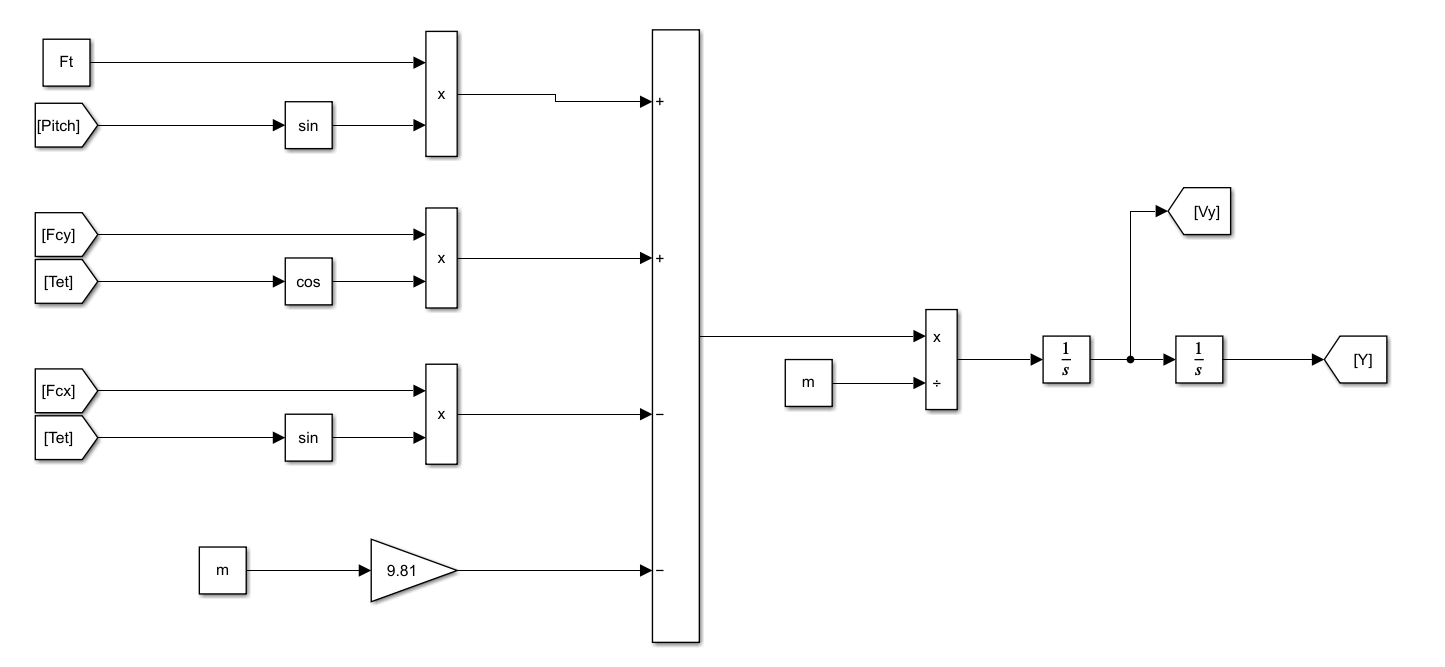 Ft
[Pitch]
sin
x
+
[Fcy]
[Tet]
cos
x
+
[Vy]
[Fcx]
[Tet]
sin
x
−
m
9.81
−
m
x
÷
1
s
1
s
[Y]